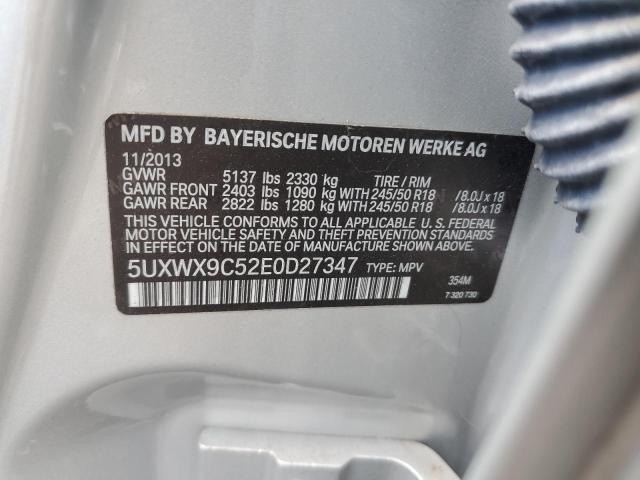 MFD BY BAYERISCHE MOTOREN WERKE AG
11/2013
GVWR 5137 lbs 2330 kg TIRE / RIM
GAWR FRONT 2403 lbs 1090 kg WITH 245/50 R18 /8.0J x 18
GAWR REAR 2822 lbs 1280 kg WITH 245/50 R18 /8.0J x 18
THIS VEHICLE CONFORMS TO ALL APPLICABLE U. S. FEDERAL
MOTOR VEHICLE SAFETY AND THEFT PREVENTION STANDARDS
IN EFFECT ON THE DATE OF MANUFACTURE SHOWN ABOVE.
5UXWX9C52E0D27347 TYPE: MPV
354M
7 320 730